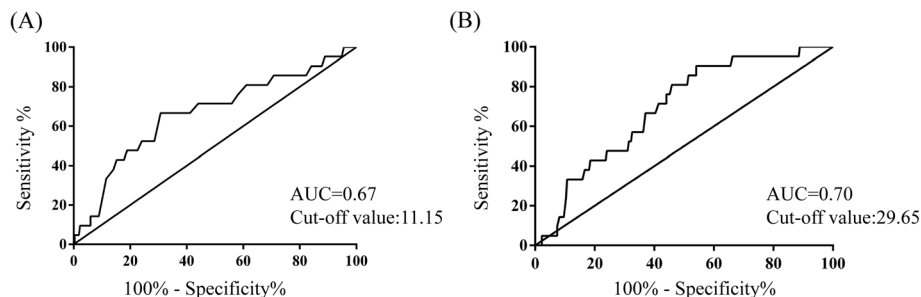 (A)
100
80
60
40
20
0
Sensitivity %
AUC=0.67
Cut-off value:11.15
0 20 40 60 80 100
100% - Specificity%
(B)
100
80
60
40
20
0
Sensitivity %
AUC=0.70
Cut-off value:29.65
0 20 40 60 80 100
100% - Specificity%